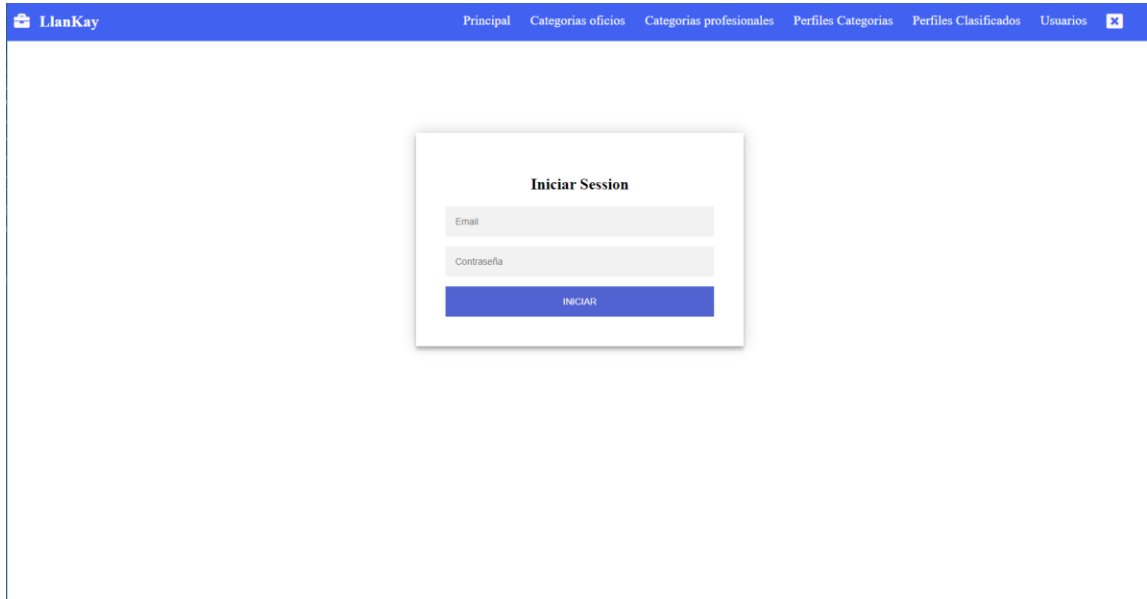 LlanKay Principal Categorias oficios Categorias profesionales Perfiles Categorias Perfiles Clasificados Usuarios
Iniciar Session
Email
Contraseña
INICIAR